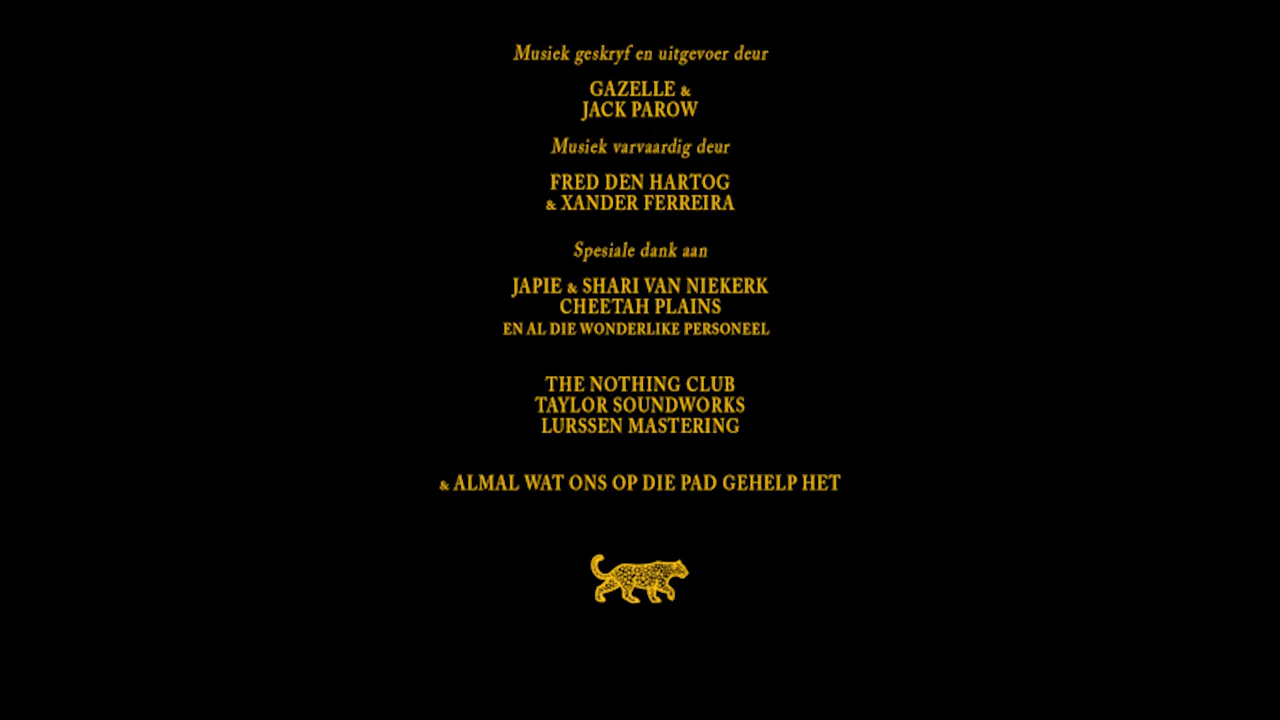 Musiek geskryf en uitgevoer deur
GAZELLE &
JACK PAROW
Musiek varvaardig deur
FRED DEN HARTOG
& XANDER FERREIRA
Spesiale dank aan
JAPIE & SHARI VAN NIEKERK
CHEETAH PLAINS
EN AL DIE WONDERLIKE PERSONEEL
THE NOTHING CLUB
TAYLOR SOUNDWORKS
LURSSEN MASTERING
& ALMAL WAT ONS OP DIE PAD GEHELP HET